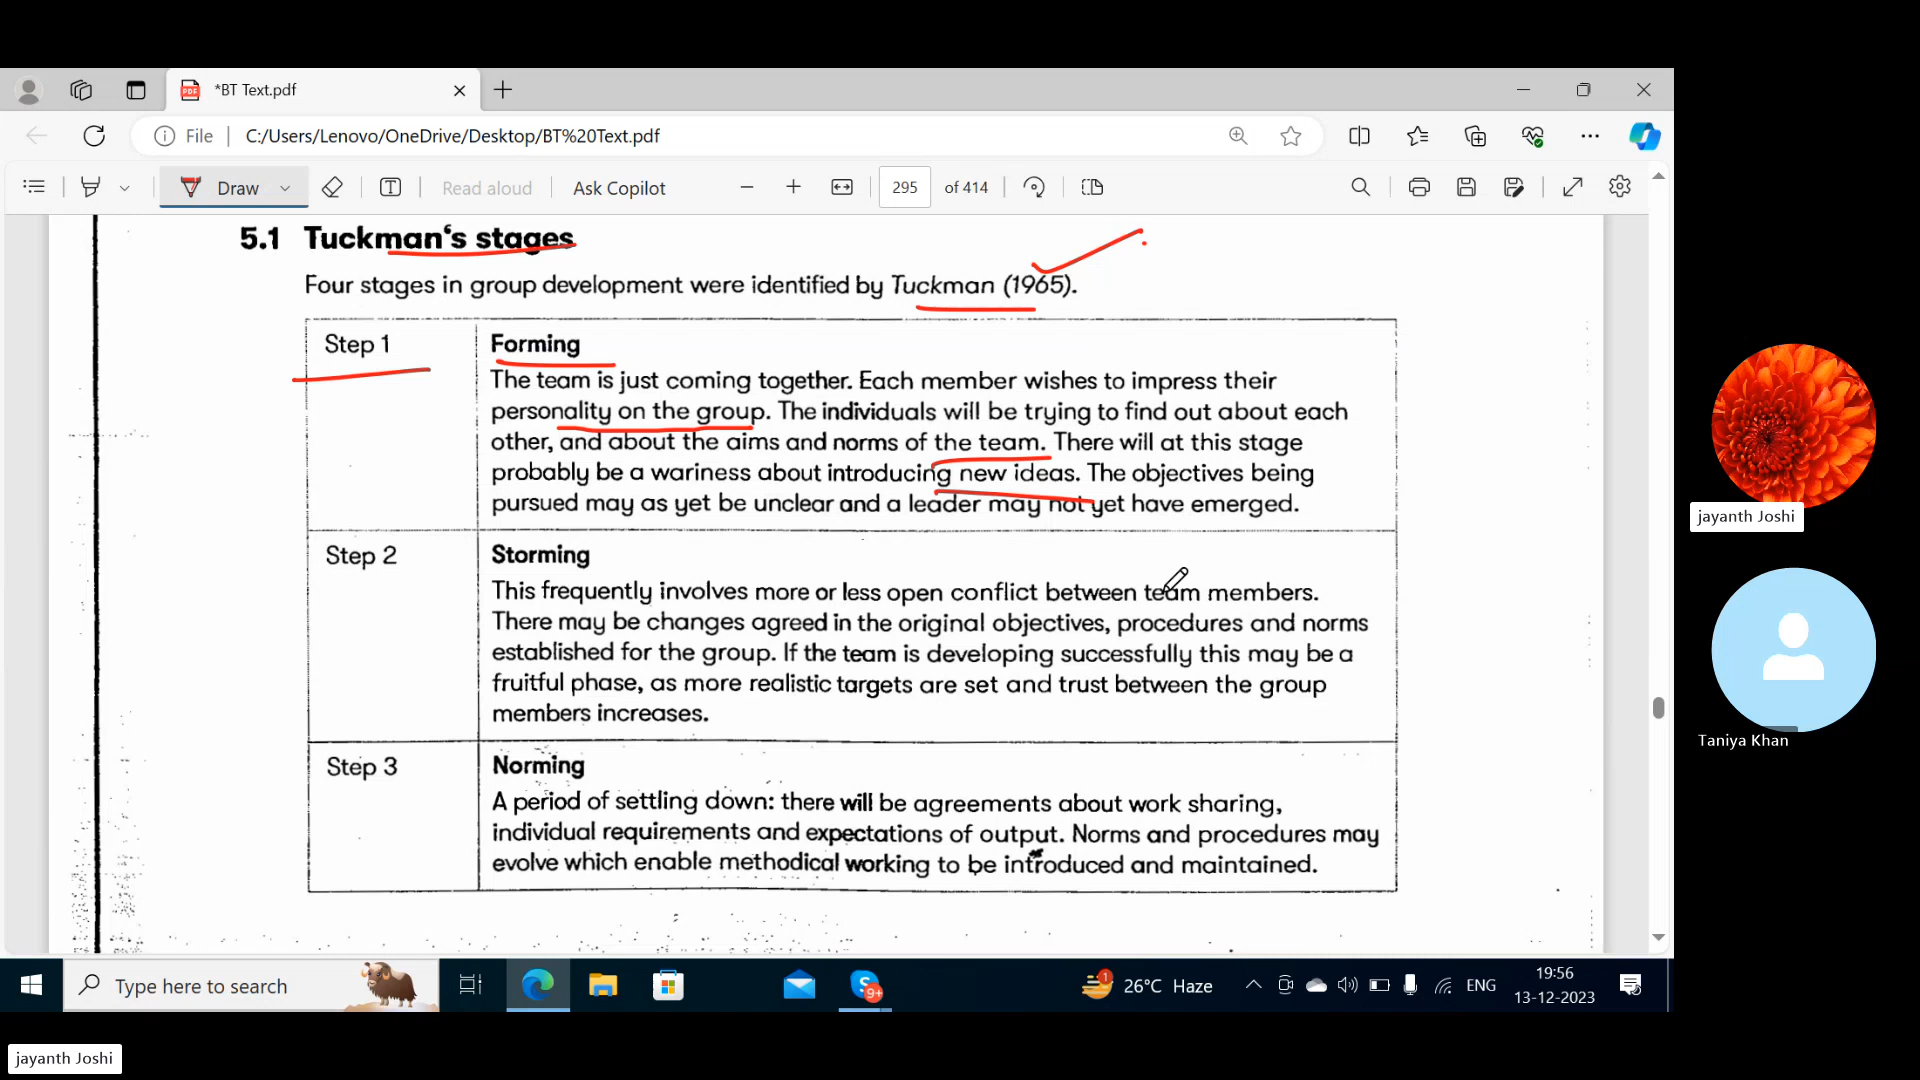 *BT Text.pdf
File
C:/Users/Lenovo/OneDrive/Desktop/BT%20Text.pdf
Draw
Read aloud
Ask Copilot
295 of 414
5.1 Tuckman's stages
Four stages in group development were identified by Tuckman (1965).
Step 1
Forming
The team is just coming together. Each member wishes to impress their
personality on the group. The individuals will be trying to find out about each
other, and about the aims and norms of the team. There will at this stage
probably be a wariness about introducing new ideas. The objectives being
pursued may as yet be unclear and a leader may not yet have emerged.
Step 2
Storming
This frequently involves more or less open conflict between team members.
There may be changes agreed in the original objectives, procedures and norms
established for the group. If the team is developing successfully this may be a
fruitful phase, as more realistic targets are set and trust between the group
members increases.
Step 3
Norming
A period of settling down: there will be agreements about work sharing,
individual requirements and expectations of output. Norms and procedures may
evolve which enable methodical working to be introduced and maintained.
jayanth Joshi
Taniya Khan
Type here to search
9+
1
26°C Haze
ENG
19:56
13-12-2023
jayanth Joshi